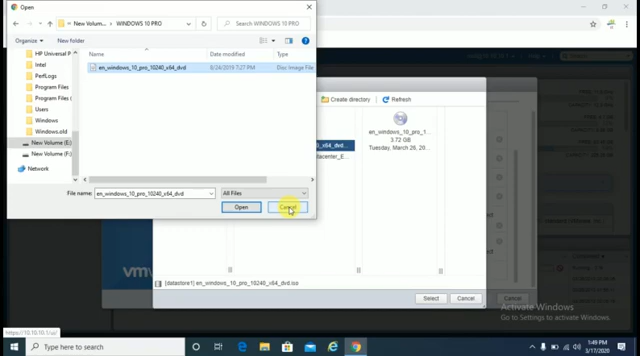 Open
New Volume... > WINDOWS 10 PRO
Search WINDOWS 10 PRO
Organize
New folder
Name
Date modified
Type
en_windows_10_pro_10240_x64_dvd
8/24/2019 7:27 PM
Disc Image File
HP Universal P
Intel
PerfLogs
Program Files
Program Files (
Users
Windows
Windows.old
New Volume (E:)
New Volume (F:)
Network
File name:
en_windows_10_pro_10240_x64_dvd
All Files
Open
Cancel
Create directory
Refresh
_x64_dvd...
en_windows_10_pro_1...
3.72 GB
Tuesday, March 26, 20...
[datastore1] en_windows_10_pro_10240_x64_dvd.iso
Select
Cancel
Cancel
vm
Activate Windows
Go to Settings to activate Windows.
https://10.10.10.1/ui/
Type here to search
1:49 PM
3/17/2020